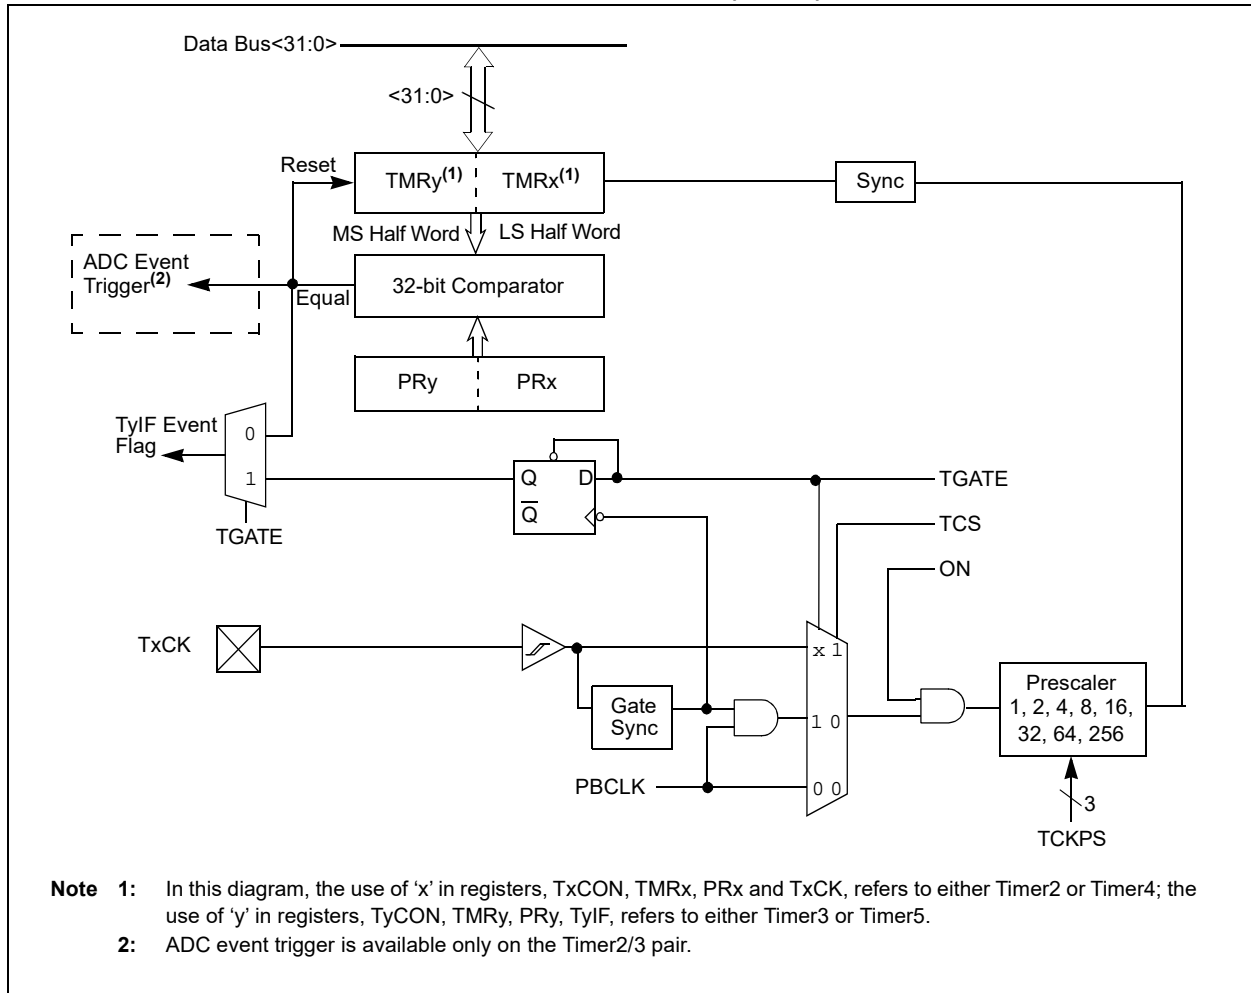 Data Bus<31:0>
<31:0>
Reset
TMRy(1)
TMRx(1)
Sync
MS Half Word
LS Half Word
ADC Event
Trigger(2)
Equal
32-bit Comparator
PRy
PRx
TyIF Event
Flag
0
1
TGATE
Q
D
Q
TGATE
TCS
ON
TxCK
x 1
Gate
Sync
1 0
Prescaler
1, 2, 4, 8, 16,
32, 64, 256
PBCLK
0 0
3
TCKPS
Note 1: In this diagram, the use of ‘x’ in registers, TxCON, TMRx, PRx and TxCK, refers to either Timer2 or Timer4; the
use of ‘y’ in registers, TyCON, TMRy, PRy, TyIF, refers to either Timer3 or Timer5.
2: ADC event trigger is available only on the Timer2/3 pair.